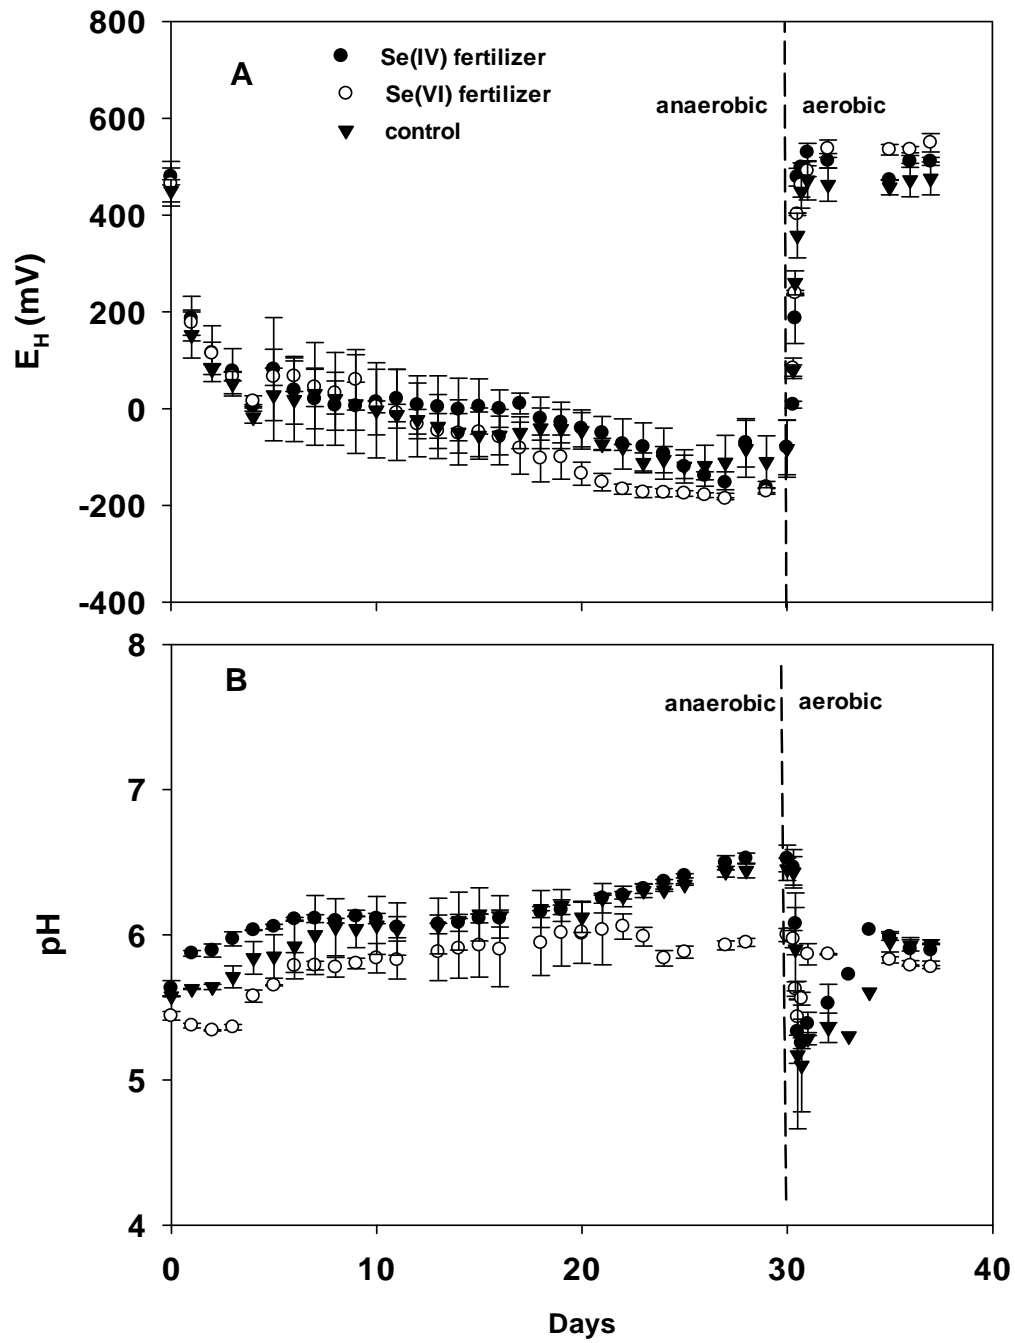 800
A
Se(IV) fertilizer
Se(VI) fertilizer
anaerobic
aerobic
600
control
400
200
0
-200
-400
E_H (mV)
8
B
anaerobic
aerobic
7
6
5
4
pH
0 10 20 30 40
Days